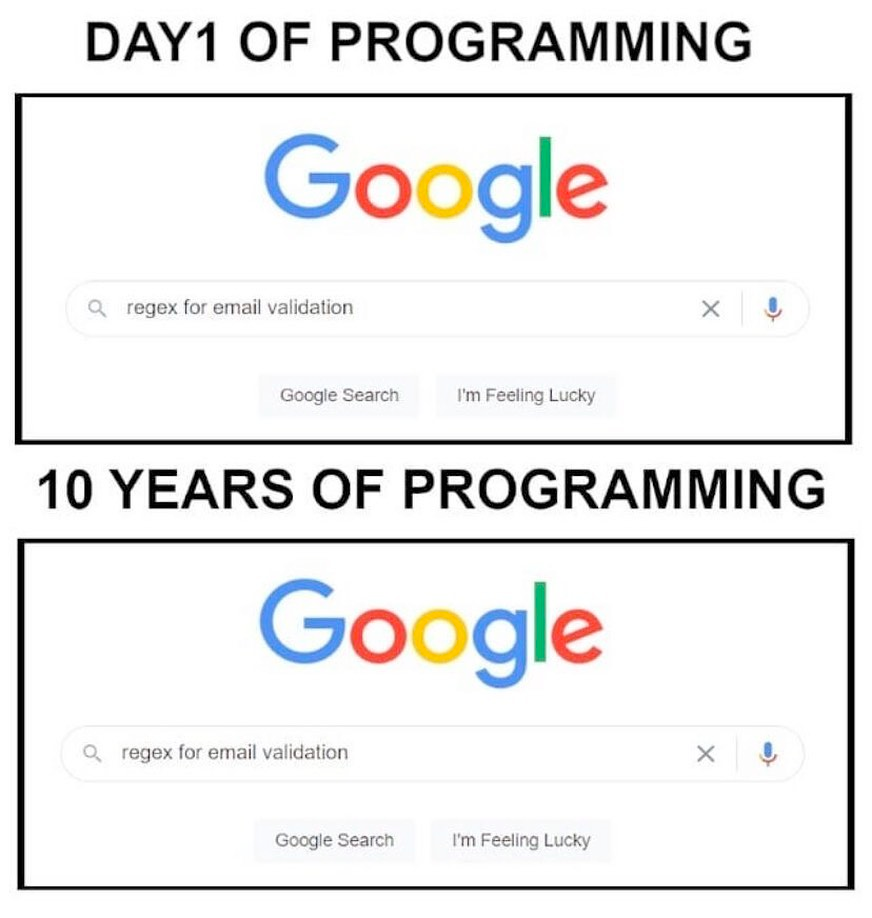 DAY1 OF PROGRAMMING
Google
regex for email validation
Google Search I'm Feeling Lucky
10 YEARS OF PROGRAMMING
Google
regex for email validation
Google Search I'm Feeling Lucky